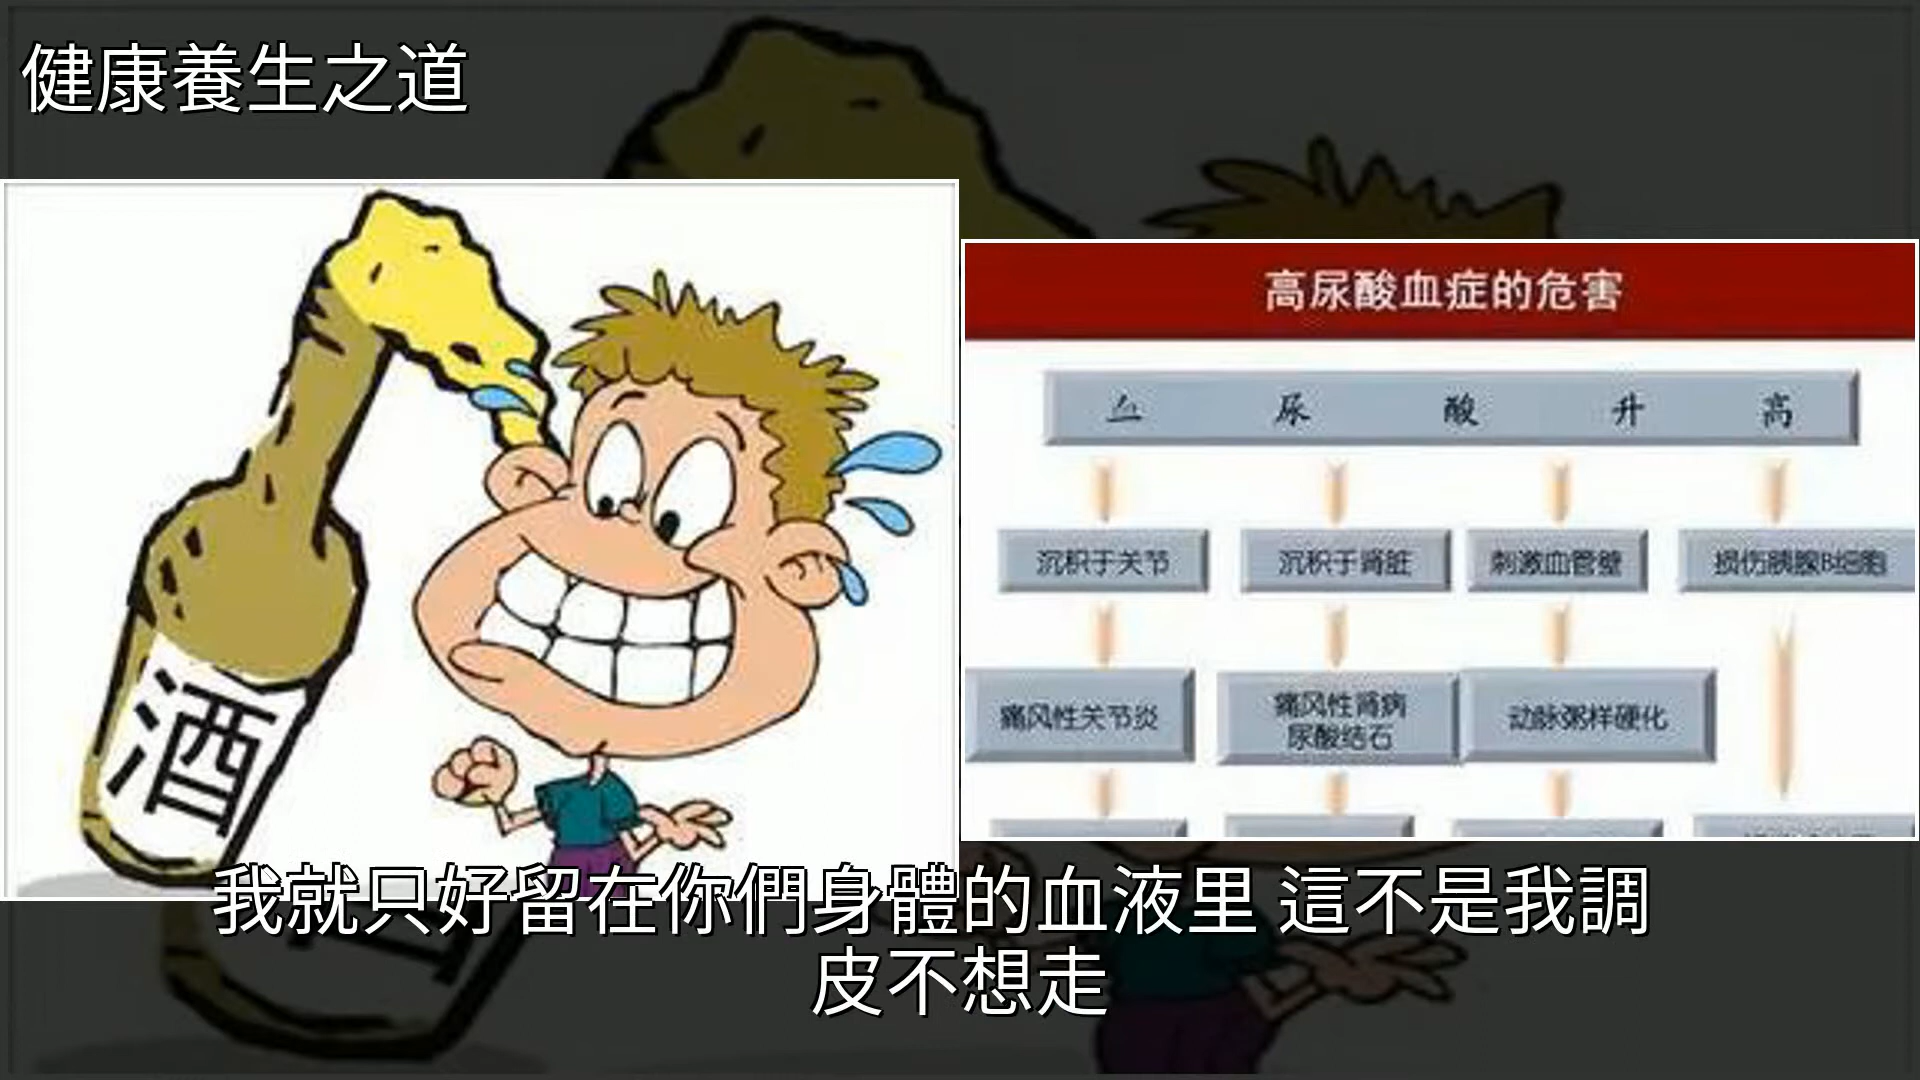 健康養生之道
酒
高尿酸血症的危害
血尿酸升高
沉积于关节
沉积于肾脏
刺激血管壁
损伤胰腺B细胞
痛风性关节炎
痛风性肾病
尿酸结石
动脉粥样硬化
我就只好留在你們身體的血液里 這不是我調
皮不想走